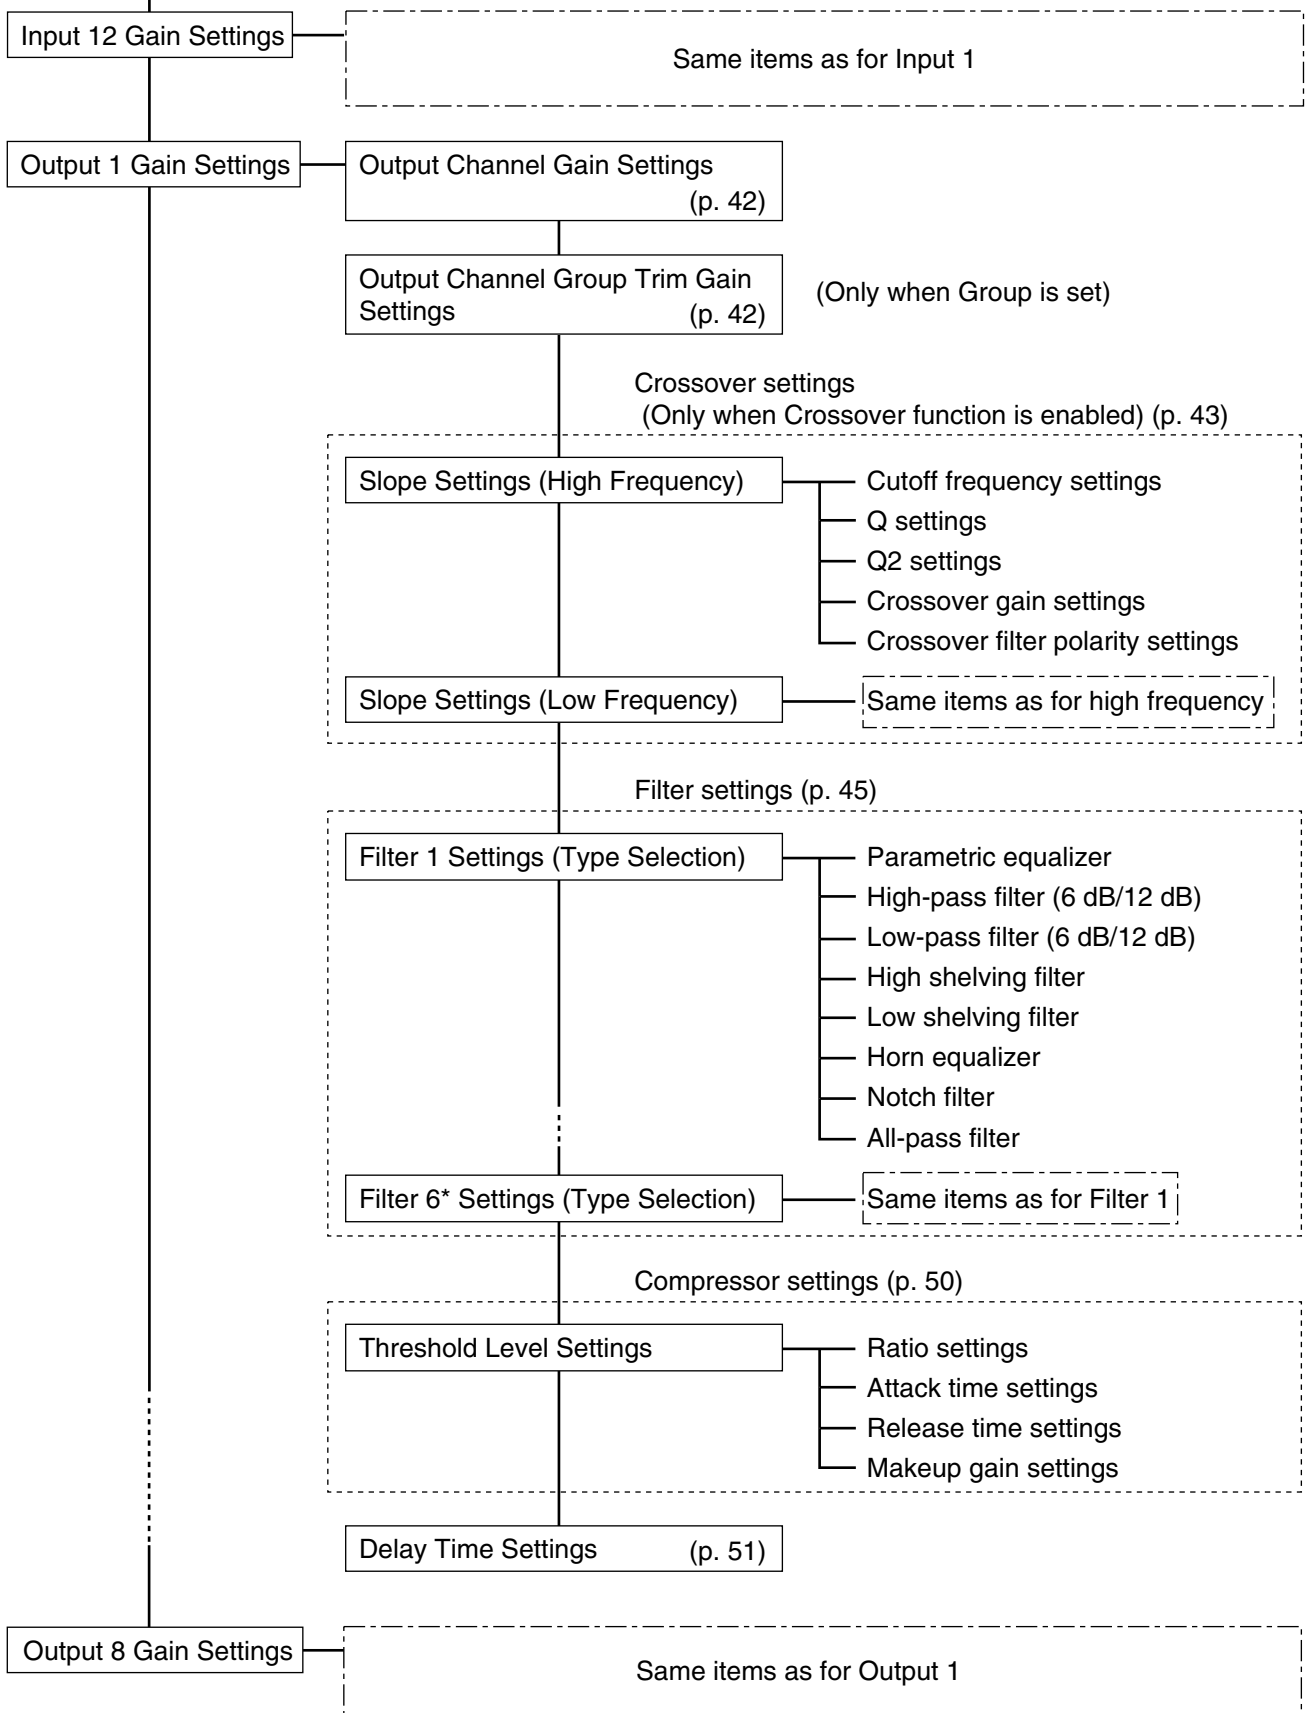 Input 12 Gain Settings
Same items as for Input 1
Output 1 Gain Settings
Output Channel Gain Settings
(p. 42)
Output Channel Group Trim Gain
Settings (p. 42)
(Only when Group is set)
Crossover settings
(Only when Crossover function is enabled) (p. 43)
Slope Settings (High Frequency)
Cutoff frequency settings
Q settings
Q2 settings
Crossover gain settings
Crossover filter polarity settings
Slope Settings (Low Frequency)
Same items as for high frequency
Filter settings (p. 45)
Filter 1 Settings (Type Selection)
Parametric equalizer
High-pass filter (6 dB/12 dB)
Low-pass filter (6 dB/12 dB)
High shelving filter
Low shelving filter
Horn equalizer
Notch filter
All-pass filter
Filter 6* Settings (Type Selection)
Same items as for Filter 1
Compressor settings (p. 50)
Threshold Level Settings
Ratio settings
Attack time settings
Release time settings
Makeup gain settings
Delay Time Settings (p. 51)
Output 8 Gain Settings
Same items as for Output 1